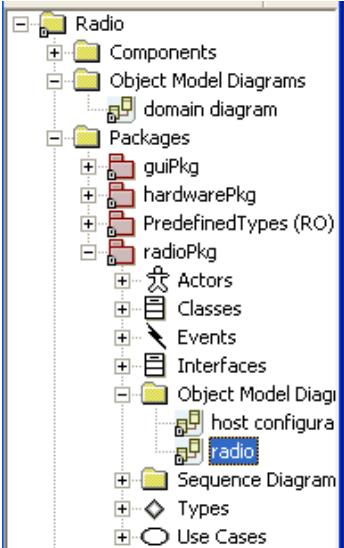 Radio
Components
Object Model Diagrams
domain diagram
Packages
guiPkg
hardwarePkg
PredefinedTypes (RO)
radioPkg
Actors
Classes
Events
Interfaces
Object Model Diagr
host configura
radio
Sequence Diagram
Types
Use Cases